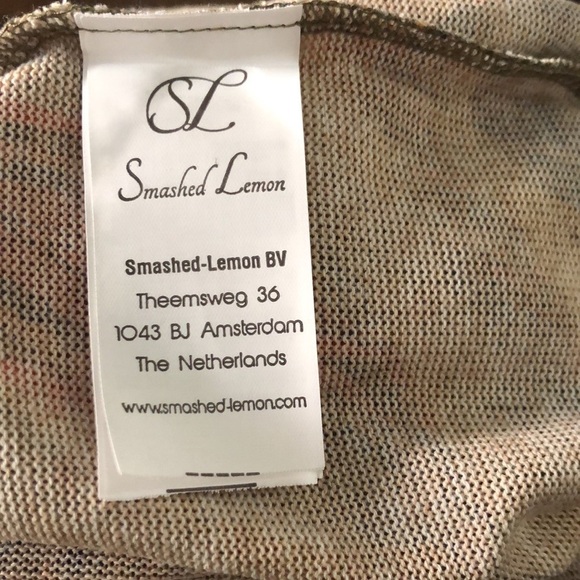 SL
Smashed Lemon
Smashed-Lemon BV
Theemsweg 36
1043 BJ Amsterdam
The Netherlands
www.smashed-lemon.com